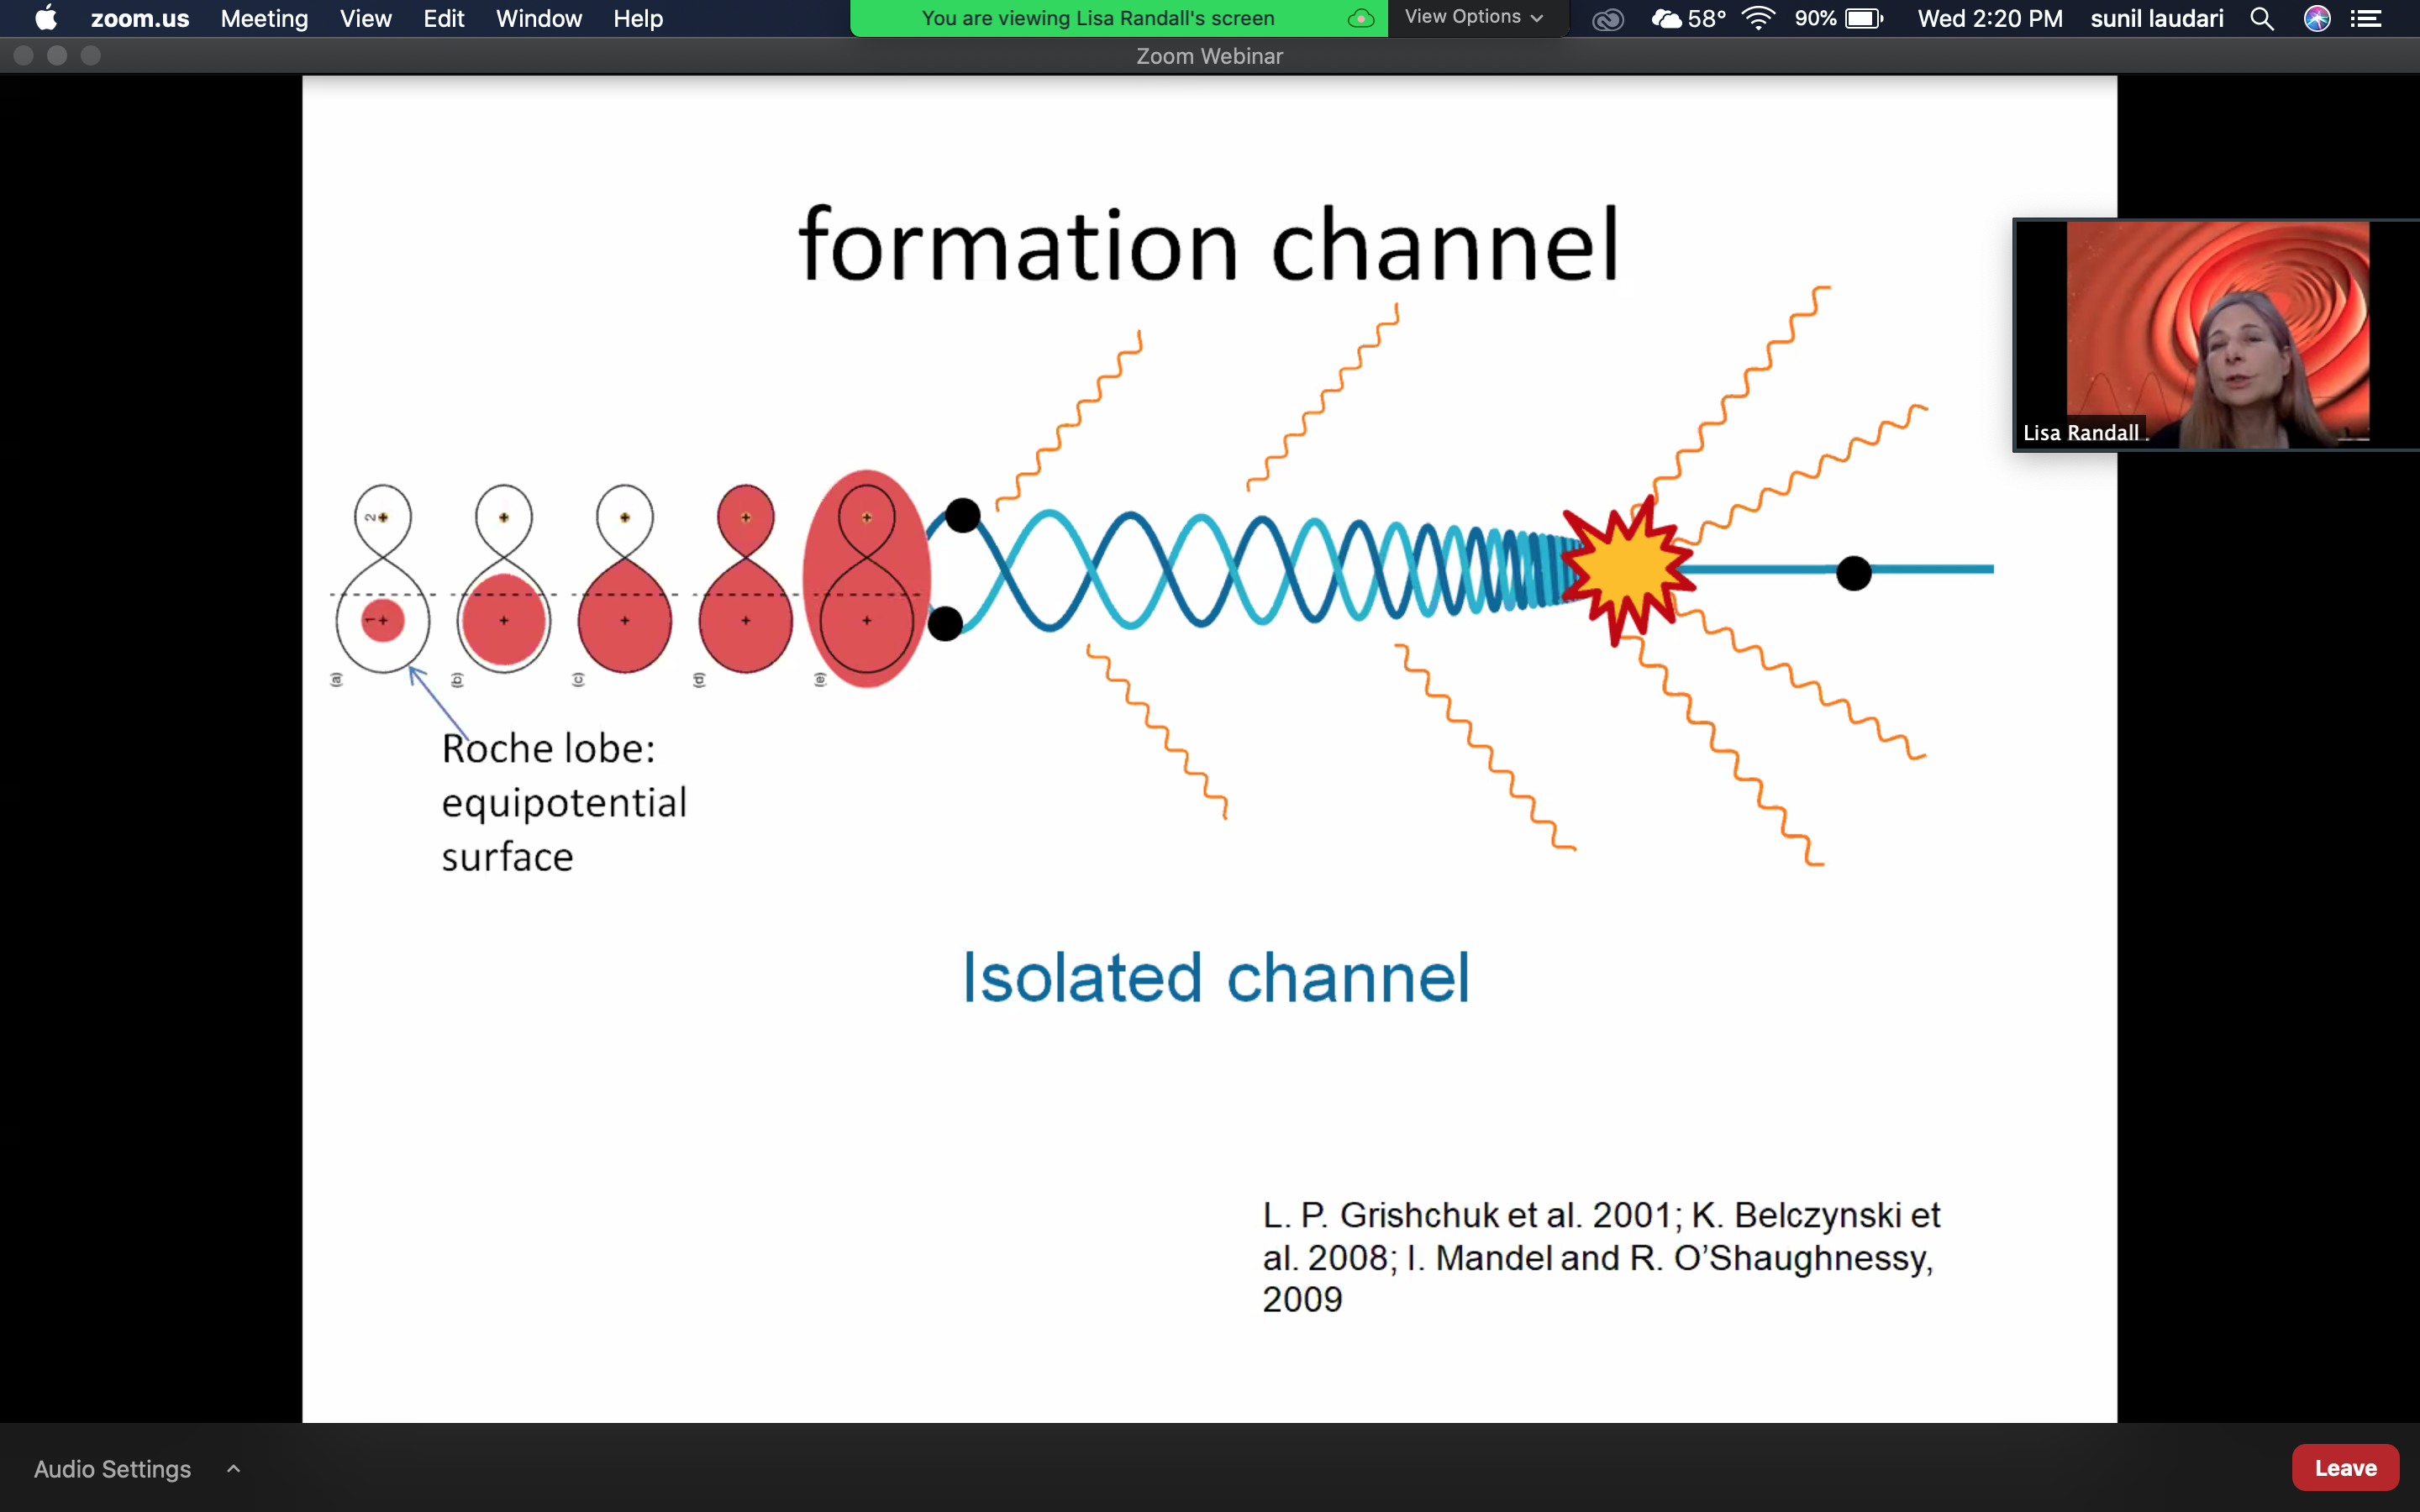 zoom.us Meeting View Edit Window Help
You are viewing Lisa Randall's screen View Options
58° 90% Wed 2:20 PM sunil laudari
Zoom Webinar
formation channel
Lisa Randall
2
1
(a) (b) (c) (d) (e)
Roche lobe:
equipotential
surface
Isolated channel
L. P. Grishchuk et al. 2001; K. Belczynski et
al. 2008; I. Mandel and R. O’Shaughnessy,
2009
Audio Settings
Leave